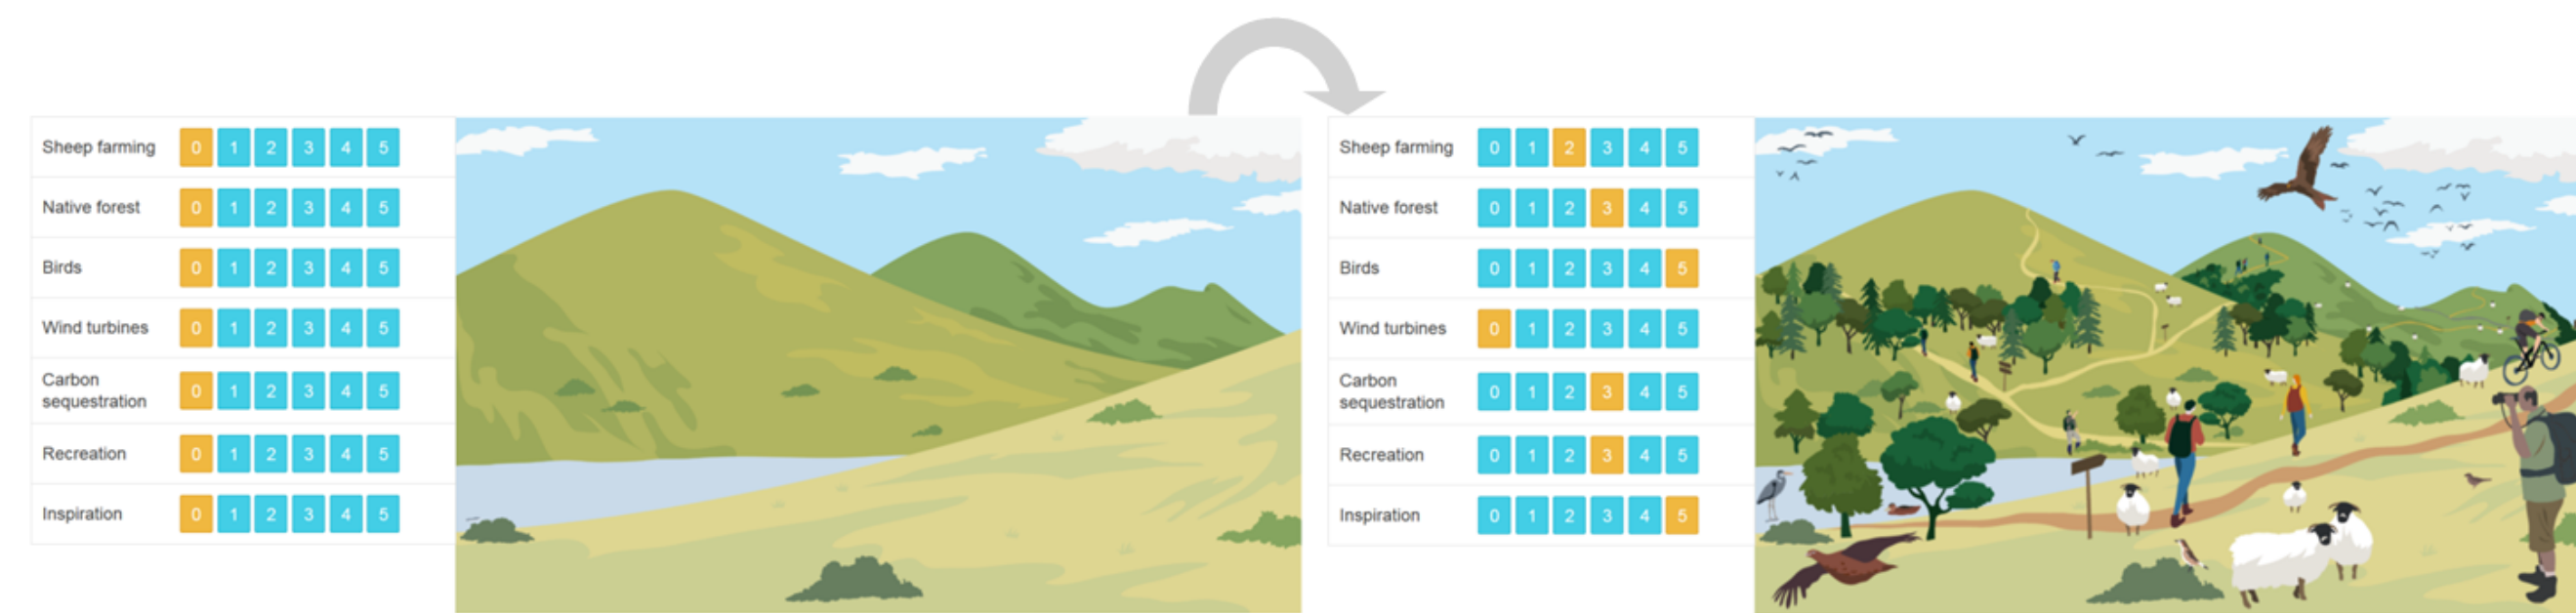 Sheep farming 0 1 2 3 4 5
Native forest 0 1 2 3 4 5
Birds 0 1 2 3 4 5
Wind turbines 0 1 2 3 4 5
Carbon
sequestration 0 1 2 3 4 5
Recreation 0 1 2 3 4 5
Inspiration 0 1 2 3 4 5
Sheep farming 0 1 2 3 4 5
Native forest 0 1 2 3 4 5
Birds 0 1 2 3 4 5
Wind turbines 0 1 2 3 4 5
Carbon
sequestration 0 1 2 3 4 5
Recreation 0 1 2 3 4 5
Inspiration 0 1 2 3 4 5